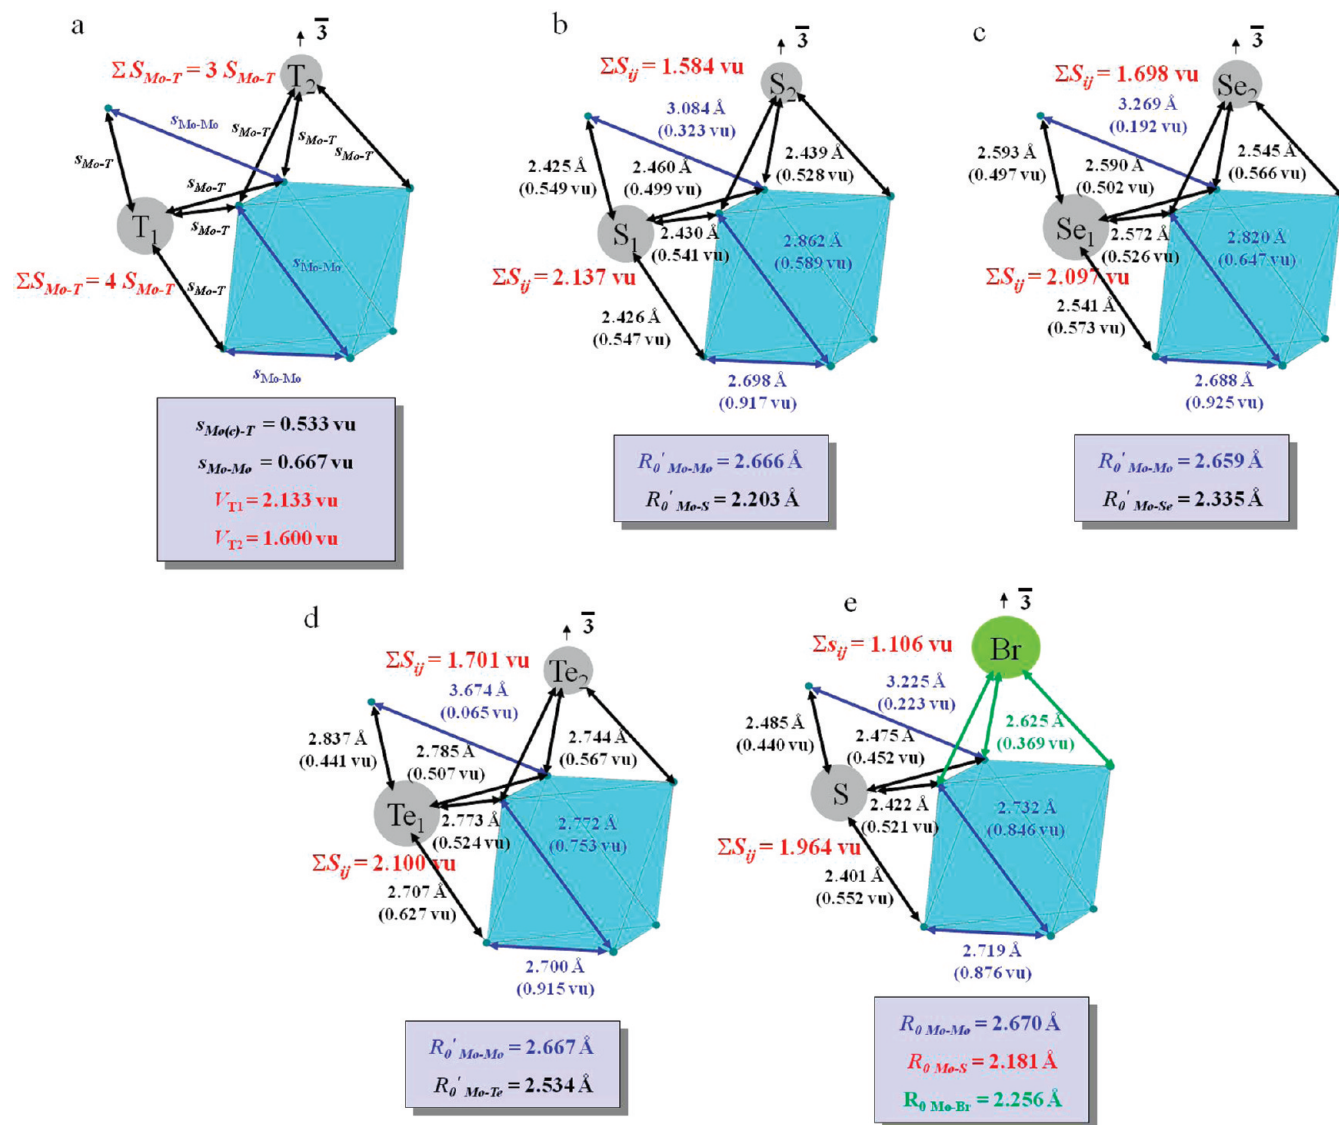 a
3̅
Σ S_Mo-T = 3 S_Mo-T
T₂
s_Mo-Mo
s_Mo-T
s_Mo-T
s_Mo-T
s_Mo-T
s_Mo-T
T₁
s_Mo-T
s_Mo-Mo
ΣS_Mo-T = 4 S_Mo-T
s_Mo-T
s_Mo-Mo
s_Mo(c)-T = 0.533 vu
s_Mo-Mo = 0.667 vu
V_T1 = 2.133 vu
V_T2 = 1.600 vu
b
3̅
ΣS_ij = 1.584 vu
S₂
3.084 Å
(0.323 vu)
2.425 Å
(0.549 vu)
2.460 Å
(0.499 vu)
2.439 Å
(0.528 vu)
S₁
2.430 Å
(0.541 vu)
2.862 Å
(0.589 vu)
ΣS_ij = 2.137 vu
2.426 Å
(0.547 vu)
2.698 Å
(0.917 vu)
R₀′ Mo-Mo = 2.666 Å
R₀′ Mo-S = 2.203 Å
c
3̅
ΣS_ij = 1.698 vu
Se₂
3.269 Å
(0.192 vu)
2.593 Å
(0.497 vu)
2.590 Å
(0.502 vu)
2.545 Å
(0.566 vu)
Se₁
2.572 Å
(0.526 vu)
2.820 Å
(0.647 vu)
ΣS_ij = 2.097 vu
2.541 Å
(0.573 vu)
2.688 Å
(0.925 vu)
R₀′ Mo-Mo = 2.659 Å
R₀′ Mo-Se = 2.335 Å
d
3̅
ΣS_ij = 1.701 vu
Te₂
3.674 Å
(0.065 vu)
2.837 Å
(0.441 vu)
2.785 Å
(0.507 vu)
2.744 Å
(0.567 vu)
Te₁
2.773 Å
(0.524 vu)
2.772 Å
(0.753 vu)
ΣS_ij = 2.100 vu
2.707 Å
(0.627 vu)
2.700 Å
(0.915 vu)
R₀′ Mo-Mo = 2.667 Å
R₀′ Mo-Te = 2.534 Å
e
3̅
Σs_ij = 1.106 vu
Br
3.225 Å
(0.223 vu)
2.485 Å
(0.440 vu)
2.475 Å
(0.452 vu)
2.625 Å
(0.369 vu)
S
2.422 Å
(0.521 vu)
2.732 Å
(0.846 vu)
ΣS_ij = 1.964 vu
2.401 Å
(0.552 vu)
2.719 Å
(0.876 vu)
R₀ Mo-Mo = 2.670 Å
R₀ Mo-S = 2.181 Å
R₀ Mo-Br = 2.256 Å